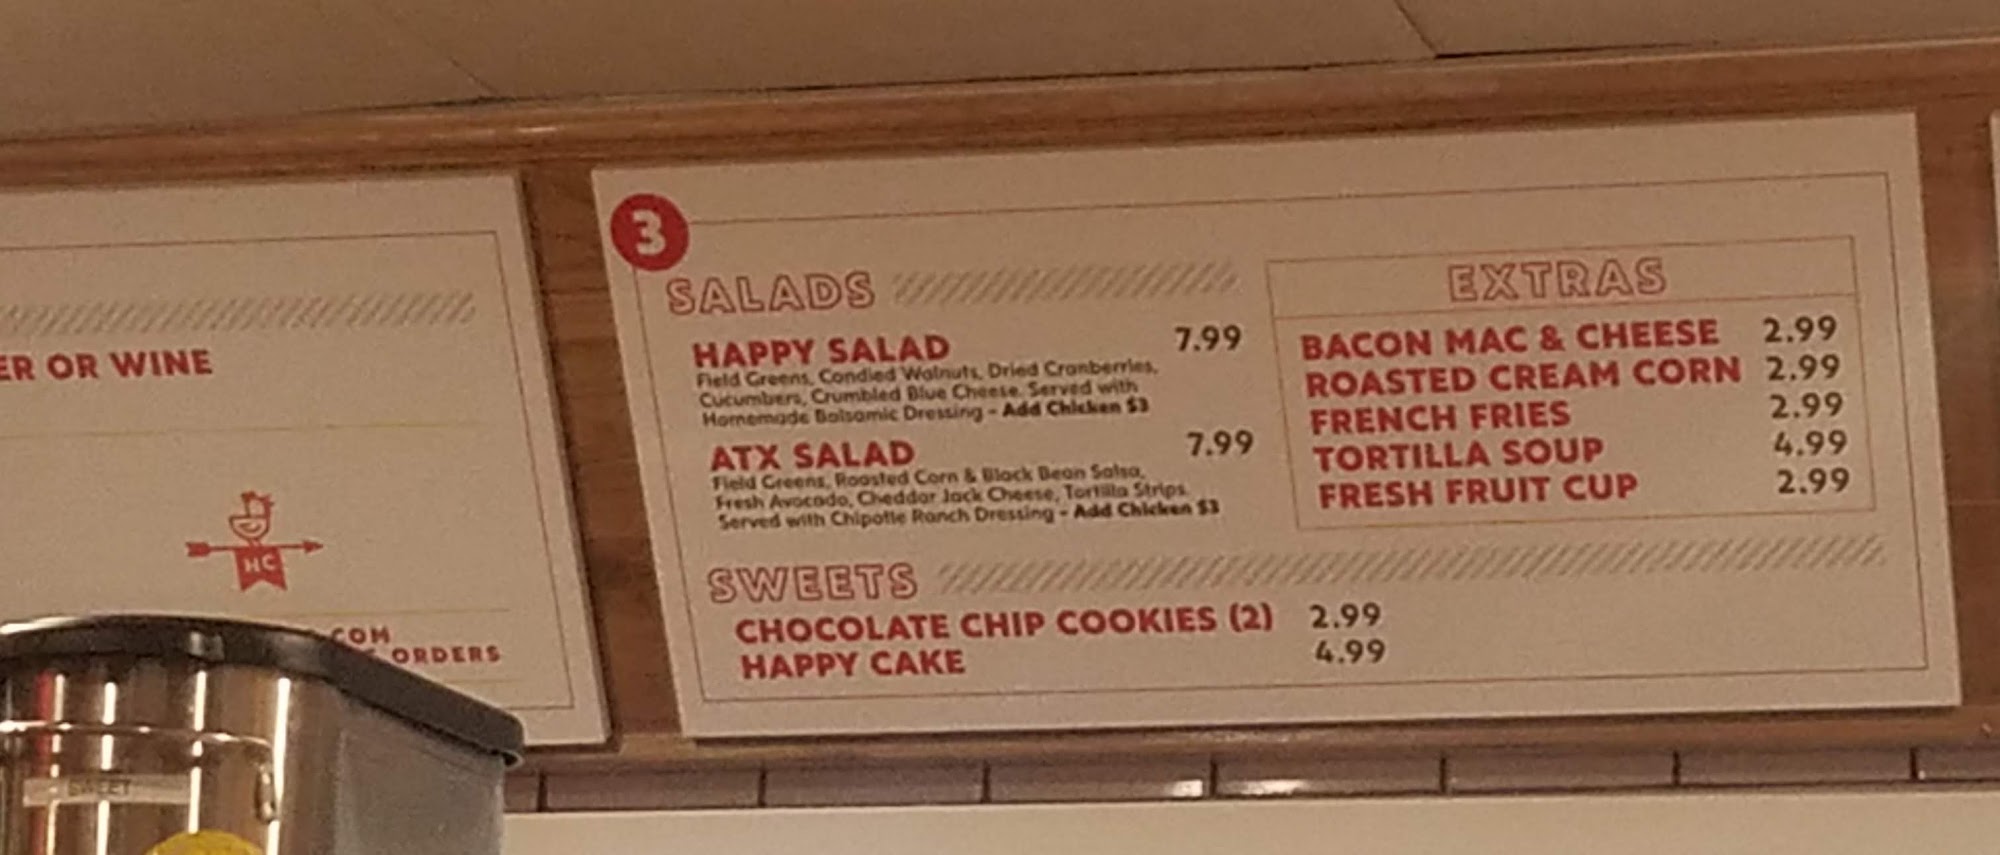 ER OR WINE
HC
COM
ORDERS
SWEET
3
SALADS
HAPPY SALAD 7.99
Field Greens, Candied Walnuts, Dried Cranberries,
Cucumbers, Crumbled Blue Cheese. Served with
Homemade Balsamic Dressing - Add Chicken $3
ATX SALAD 7.99
Field Greens, Roasted Corn & Black Bean Salsa,
Fresh Avocado, Cheddar Jack Cheese, Tortilla Strips.
Served with Chipotle Ranch Dressing - Add Chicken $3
EXTRAS
BACON MAC & CHEESE 2.99
ROASTED CREAM CORN 2.99
FRENCH FRIES 2.99
TORTILLA SOUP 4.99
FRESH FRUIT CUP 2.99
SWEETS
CHOCOLATE CHIP COOKIES (2) 2.99
HAPPY CAKE 4.99